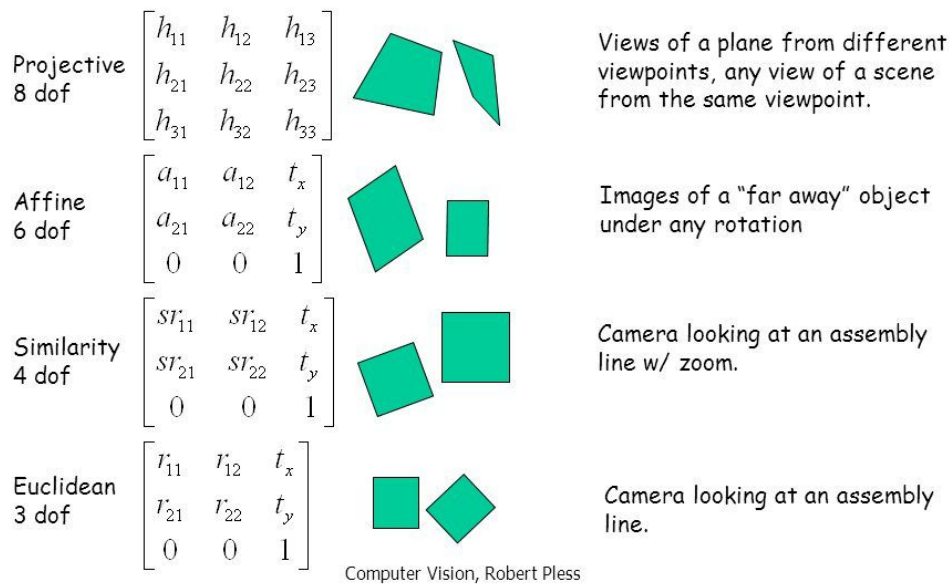 Projective
8 dof
h11 h12 h13
h21 h22 h23
h31 h32 h33
Views of a plane from different
viewpoints, any view of a scene
from the same viewpoint.
Affine
6 dof
a11 a12 tx
a21 a22 ty
0 0 1
Images of a “far away” object
under any rotation
Similarity
4 dof
sr11 sr12 tx
sr21 sr22 ty
0 0 1
Camera looking at an assembly
line w/ zoom.
Euclidean
3 dof
r11 r12 tx
r21 r22 ty
0 0 1
Camera looking at an assembly
line.
Computer Vision, Robert Pless